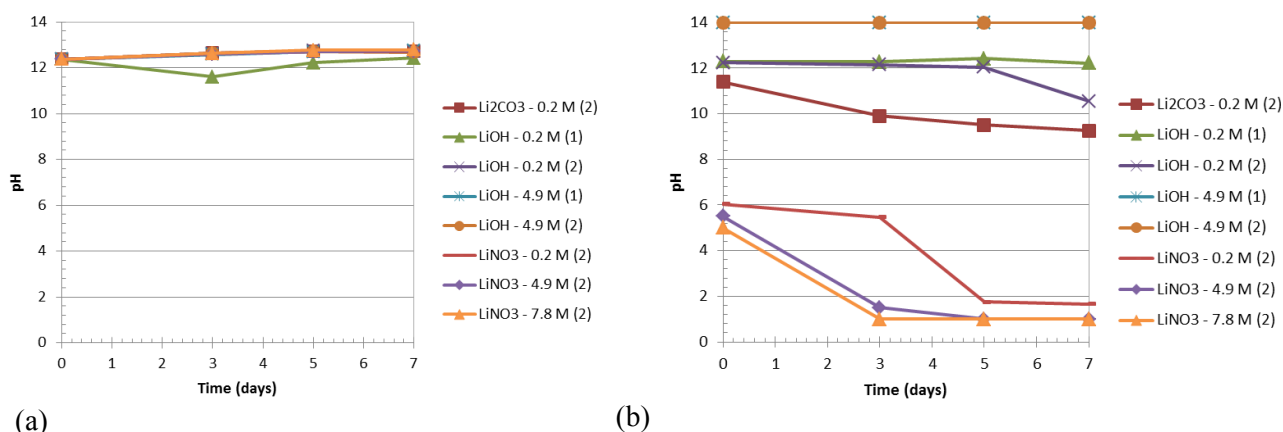 14
12
10
8
6
4
2
0
pH
0 1 2 3 4 5 6 7
Time (days)
Li2CO3 - 0.2 M (2)
LiOH - 0.2 M (1)
LiOH - 0.2 M (2)
LiOH - 4.9 M (1)
LiOH - 4.9 M (2)
LiNO3 - 0.2 M (2)
LiNO3 - 4.9 M (2)
LiNO3 - 7.8 M (2)
(a)
14
12
10
8
6
4
2
0
pH
0 1 2 3 4 5 6 7
Time (days)
Li2CO3 - 0.2 M (2)
LiOH - 0.2 M (1)
LiOH - 0.2 M (2)
LiOH - 4.9 M (1)
LiOH - 4.9 M (2)
LiNO3 - 0.2 M (2)
LiNO3 - 4.9 M (2)
LiNO3 - 7.8 M (2)
(b)